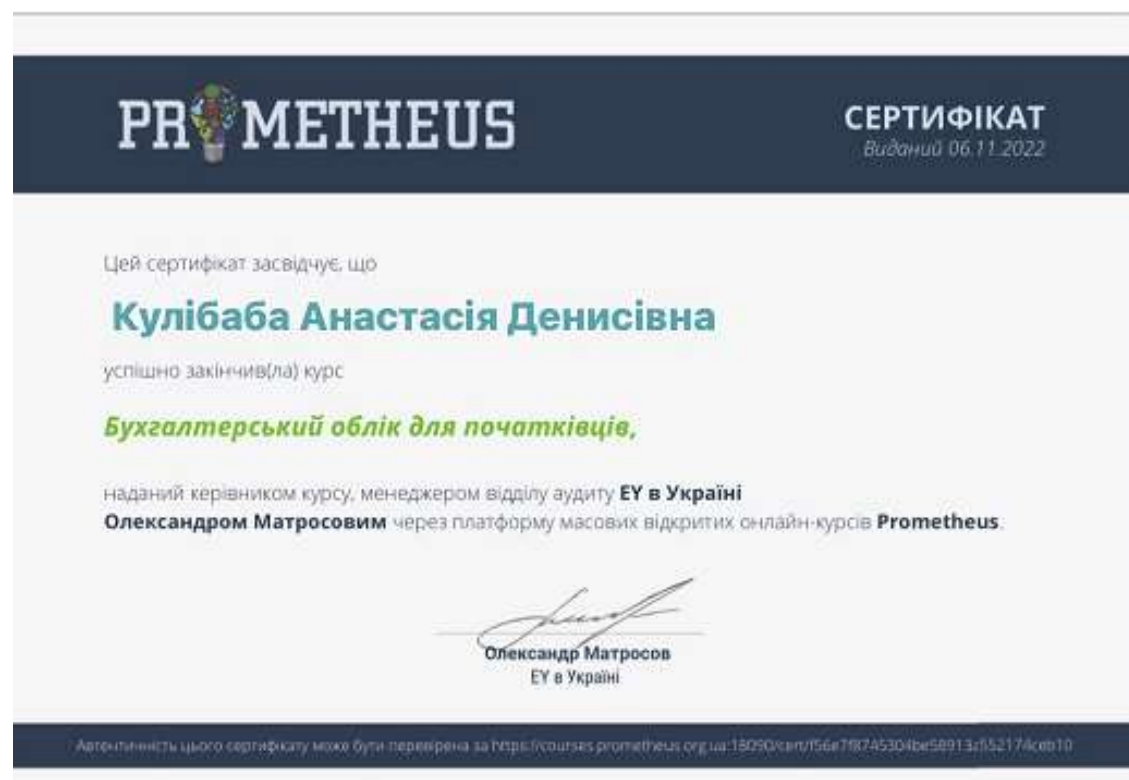 PROMETHEUS
СЕРТИФІКАТ
Виданий 06.11.2022
Цей сертифікат засвідчує, що
Кулібаба Анастасія Денисівна
успішно закінчив(ла) курс
Бухгалтерський облік для початківців,
наданий керівником курсу, менеджером відділу аудиту EY в Україні
Олександром Матросовим через платформу масових відкритих онлайн-курсів Prometheus.
Олександр Матросов
EY в Україні
Автентичність цього сертифікату може бути перевірена за